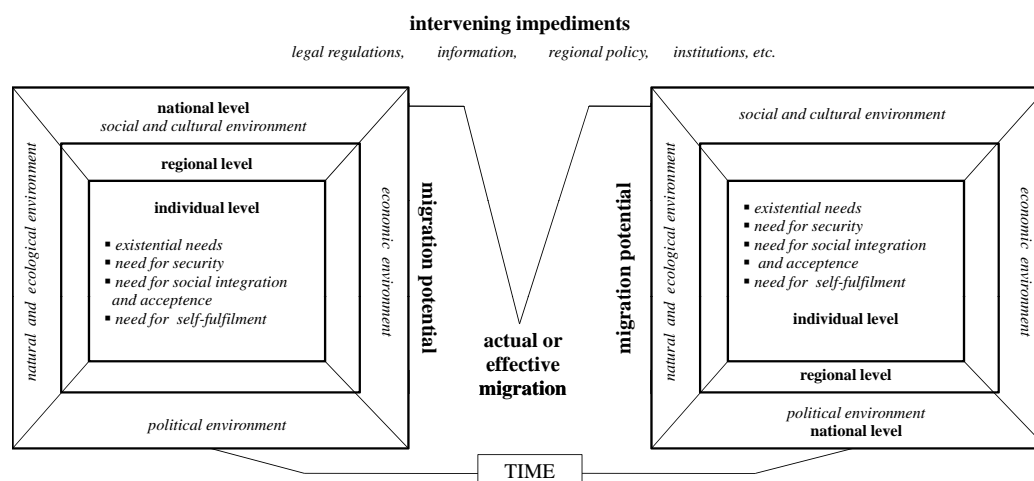 intervening impediments
legal regulations, information, regional policy, institutions, etc.
national level
social and cultural environment
regional level
individual level
▪ existential needs
▪ need for security
▪ need for social integration
and acceptence
▪ need for self-fulfilment
natural and ecological environment
economic environment
political environment
migration potential
actual or
effective
migration
migration potential
social and cultural environment
natural and ecological environment
▪ existential needs
▪ need for security
▪ need for social integration
▪ and acceptance
▪ need for self-fulfilment
individual level
regional level
economic environment
political environment
national level
TIME